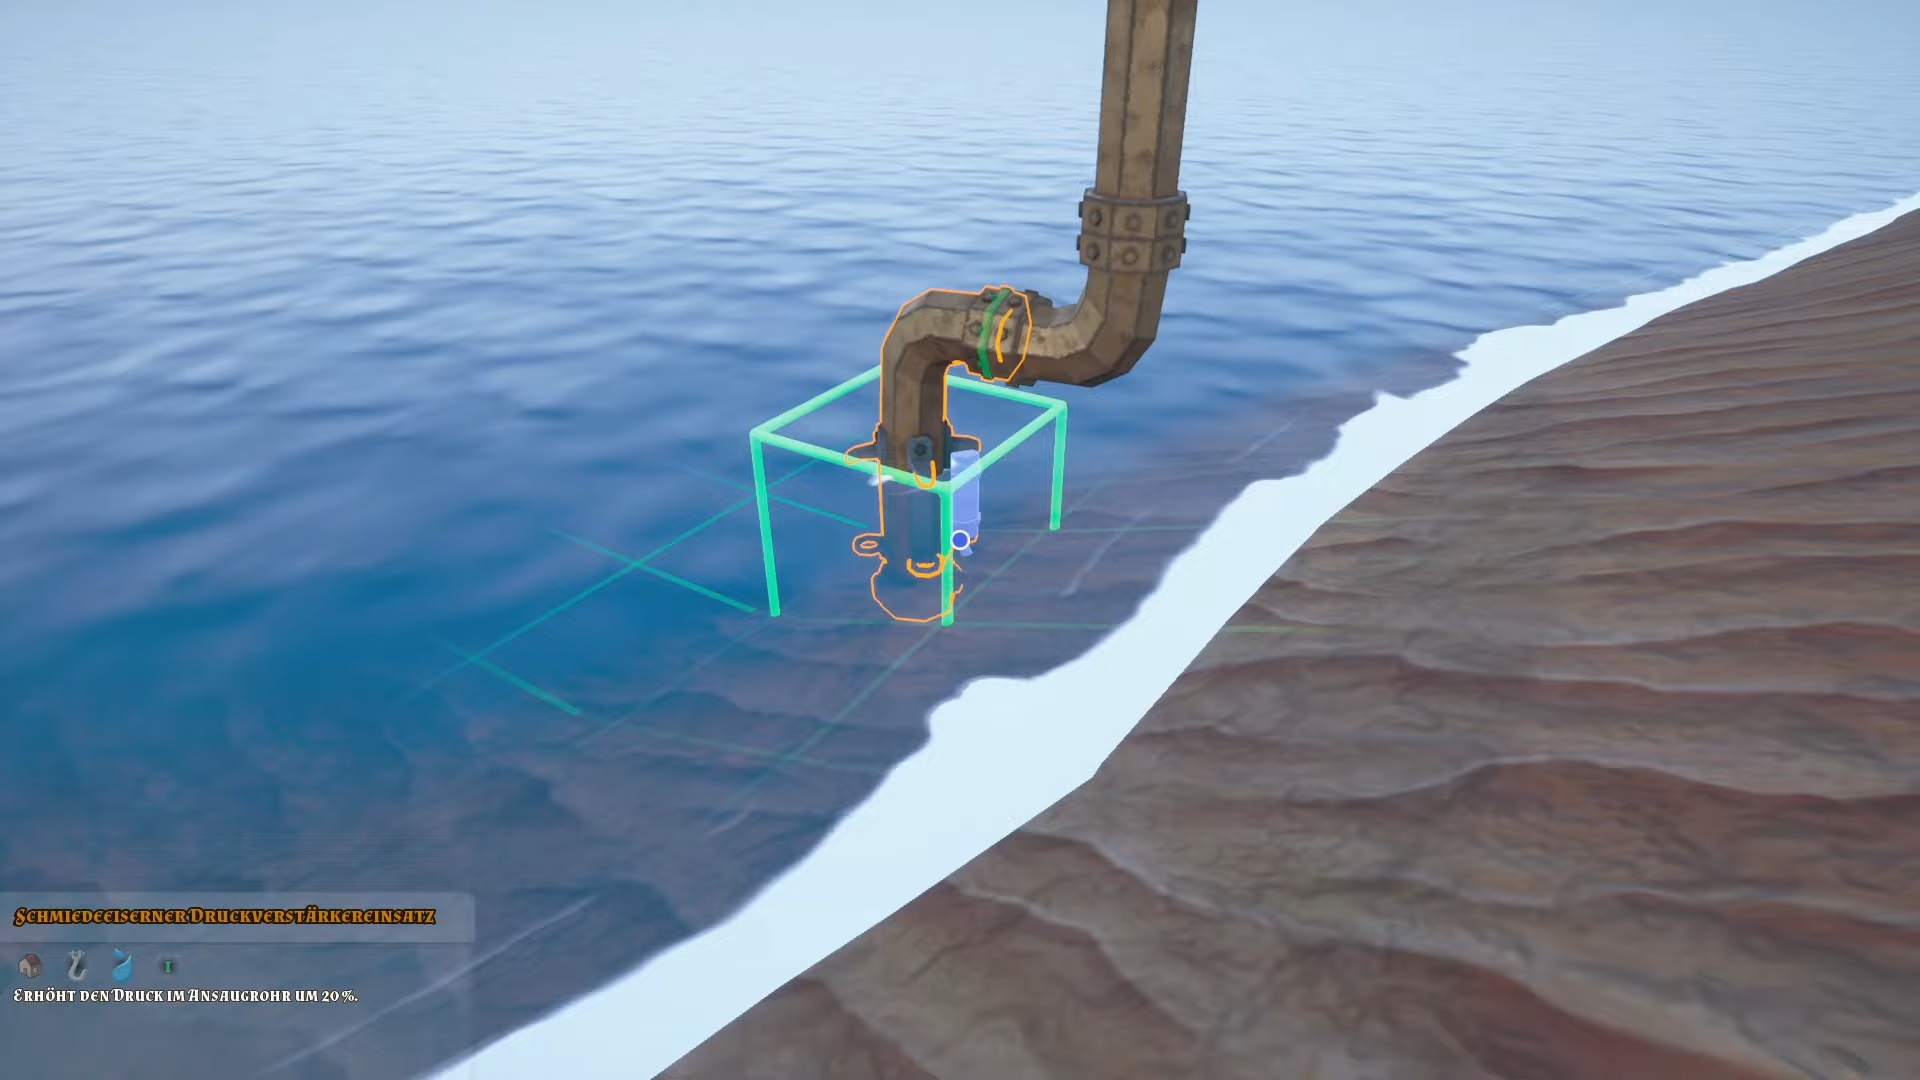 Schmiedeeiserner Druckverstärkereinsatz
I
Erhöht den Druck im Ansaugrohr um 20%.